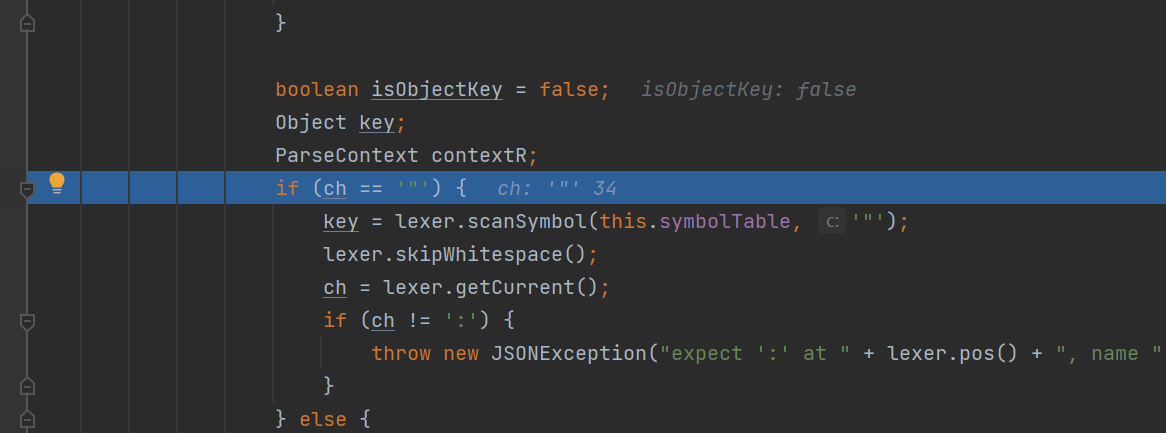 }
boolean isObjectKey = false;   isObjectKey: false
Object key;
ParseContext contextR;
if (ch == '"') {   ch: '"' 34
key = lexer.scanSymbol(this.symbolTable, c: '"');
lexer.skipWhitespace();
ch = lexer.getCurrent();
if (ch != ':') {
throw new JSONException("expect ':' at " + lexer.pos() + ", name "
}
} else {